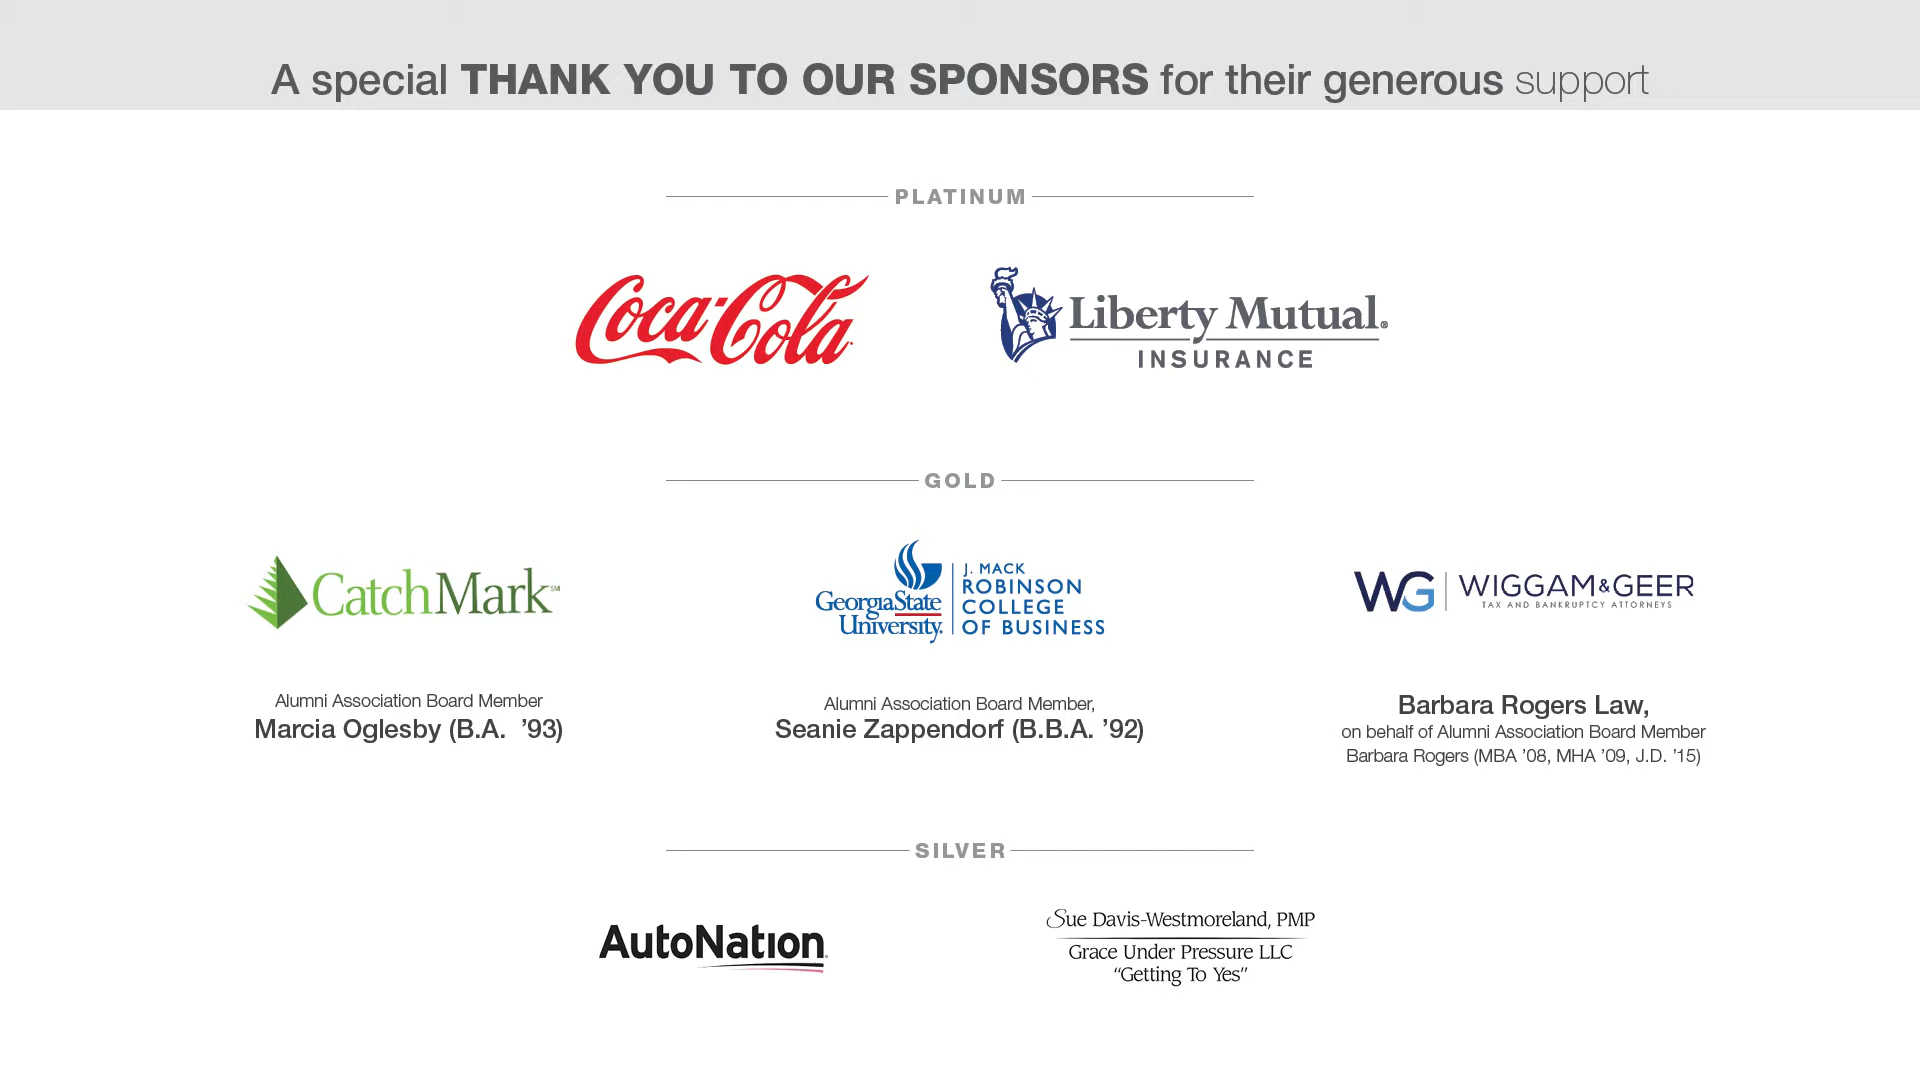 A special THANK YOU TO OUR SPONSORS for their generous support
PLATINUM
Coca-Cola
Liberty Mutual®
INSURANCE
GOLD
CatchMark℠
GeorgiaState
University.
J. MACK
ROBINSON
COLLEGE
OF BUSINESS
WG
WIGGAM&GEER
TAX AND BANKRUPTCY ATTORNEYS
Alumni Association Board Member
Marcia Oglesby (B.A. ’93)
Alumni Association Board Member,
Seanie Zappendorf (B.B.A. ’92)
Barbara Rogers Law,
on behalf of Alumni Association Board Member
Barbara Rogers (MBA ’08, MHA ’09, J.D. ’15)
SILVER
AutoNation
Sue Davis-Westmoreland, PMP
Grace Under Pressure LLC
“Getting To Yes”